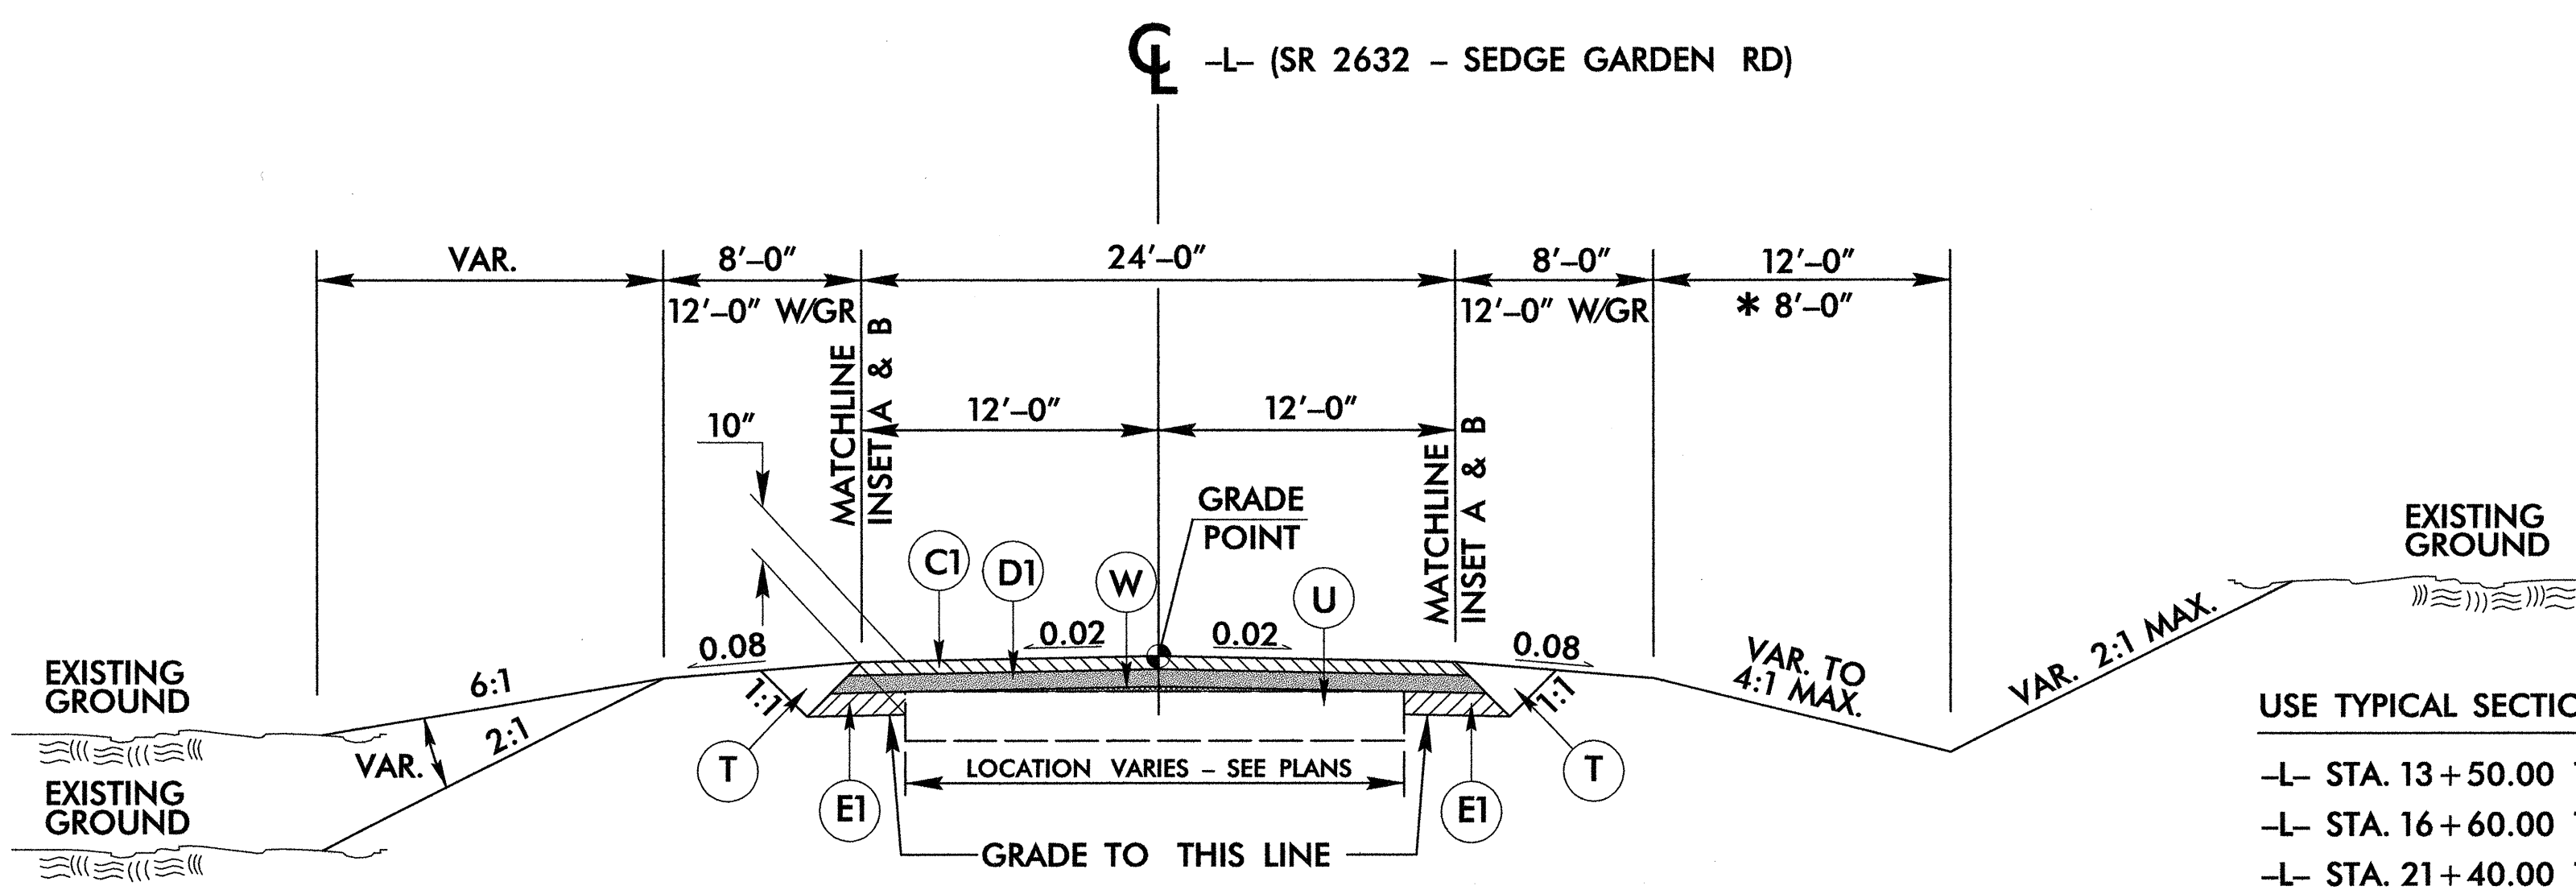 CL -L- (SR 2632 - SEDGE GARDEN RD)
VAR.
8'-0"
24'-0"
8'-0"
12'-0"
12'-0" W/GR
12'-0" W/GR
* 8'-0"
MATCHLINE
INSET A & B
12'-0"
12'-0"
MATCHLINE
INSET A & B
10"
GRADE
POINT
C1
D1
W
U
EXISTING
GROUND
0.08
0.02
0.02
0.08
VAR. TO
4:1 MAX.
VAR. 2:1 MAX.
EXISTING
GROUND
6:1
2:1
VAR.
1:1
1:1
T
E1
LOCATION VARIES - SEE PLANS
E1
T
EXISTING
GROUND
GRADE TO THIS LINE
USE TYPICAL SECTIO
-L- STA. 13+50.00
-L- STA. 16+60.00
-L- STA. 21+40.00